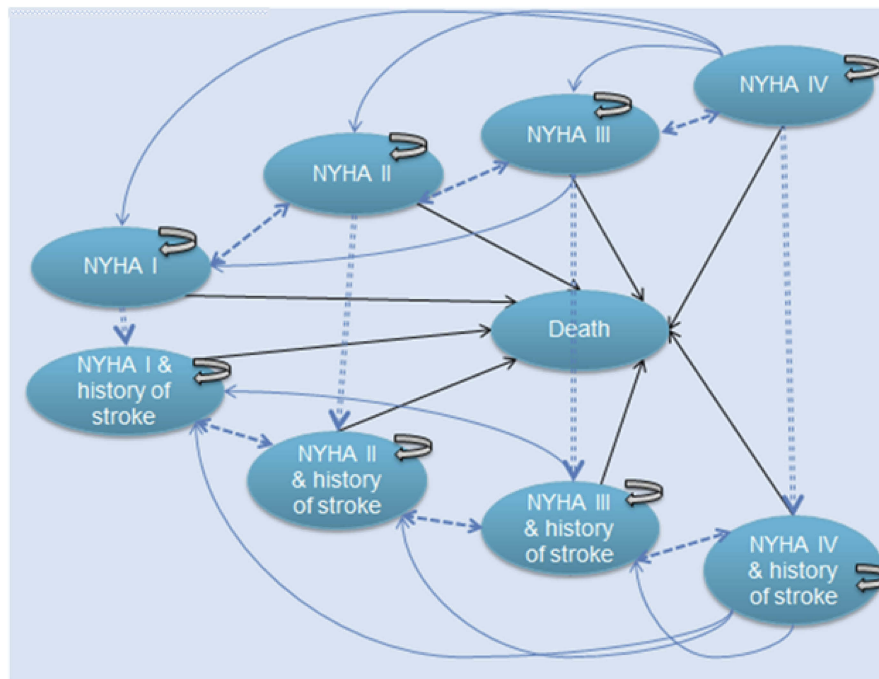 NYHA IV
NYHA III
NYHA II
NYHA I
Death
NYHA I &
history of
stroke
NYHA II
& history
of stroke
NYHA III
& history
of stroke
NYHA IV
& history
of stroke